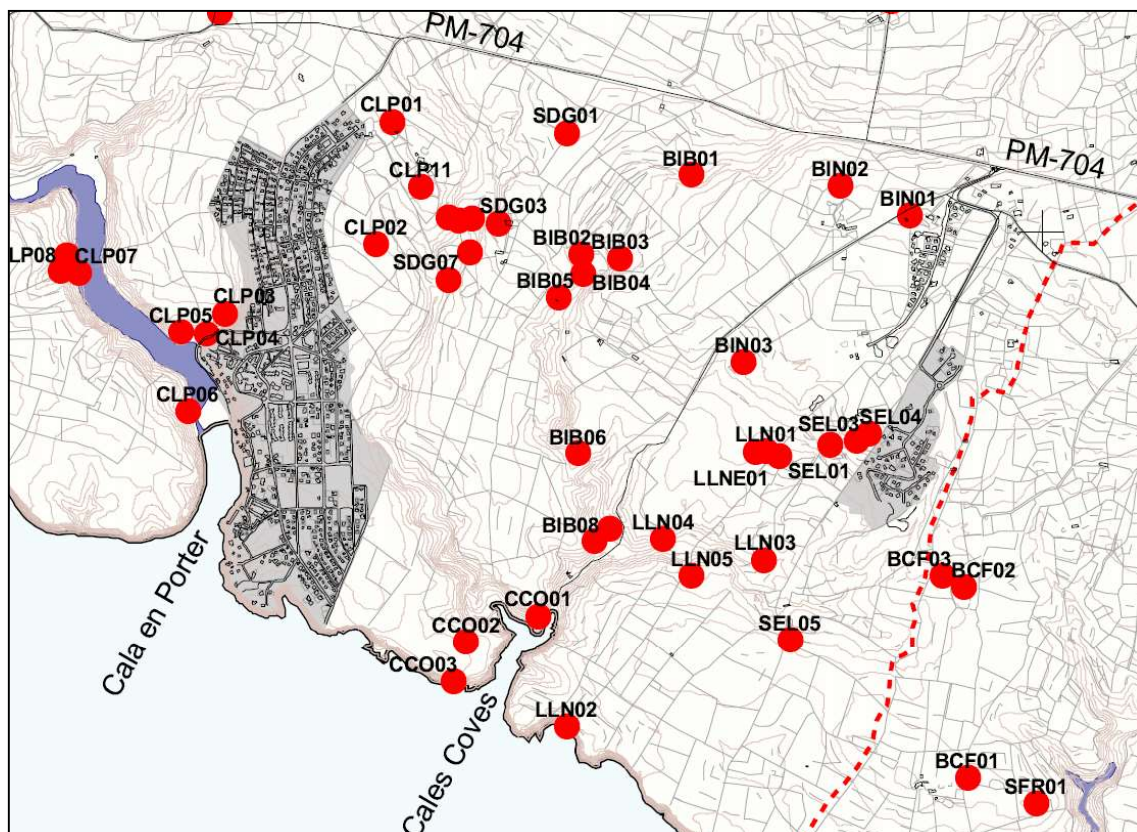 PM-704
CLP01
SDG01
CLP11
BIB01
BIN02
PM-704
BIN01
SDG03
CLP02
BIB02
BIB03
LP08
CLP07
SDG07
BIB04
BIB05
CLP03
CLP05
CLP04
BIN03
CLP06
SEL03
SEL04
LLN01
BIB06
SEL01
LLNE01
BIB08
LLN04
LLN03
BCF03
LLN05
BCF02
Cala en Porter
CCO01
CCO02
SEL05
CCO03
Cales Coves
LLN02
BCF01
SFR01